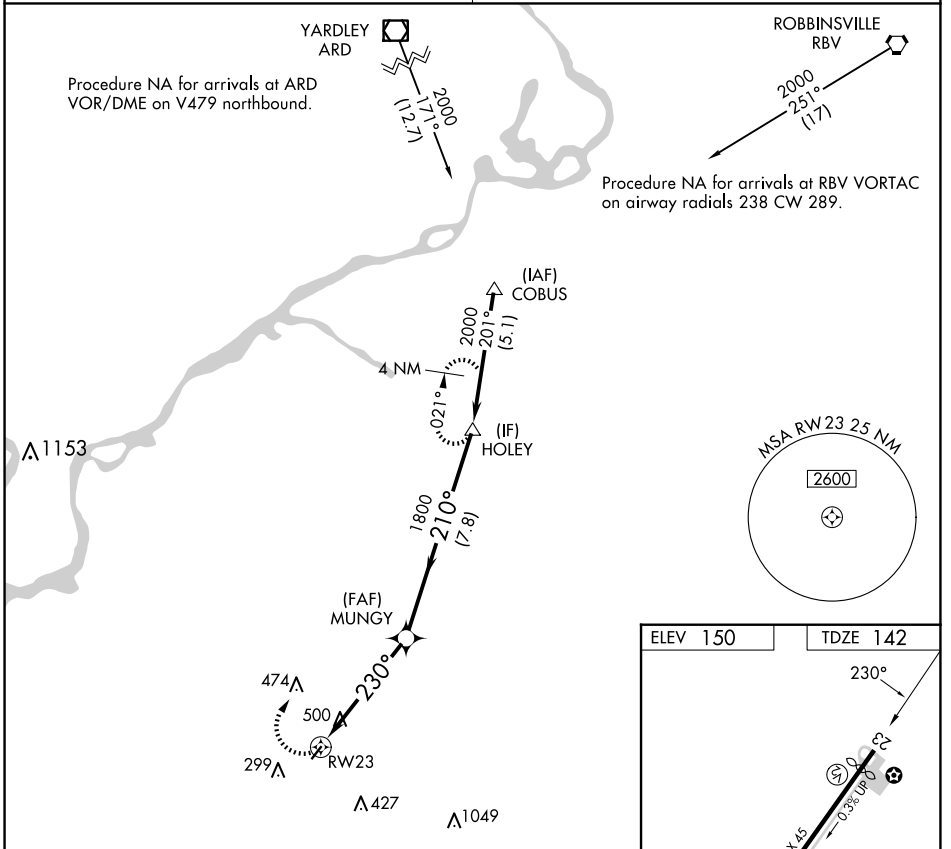 YARDLEY
ARD
ROBBINSVILLE
RBV
Procedure NA for arrivals at ARD
VOR/DME on V479 northbound.
2000
171°
(12.7)
2000
251°
(17)
Procedure NA for arrivals at RBV VORTAC
on airway radials 238 CW 289.
(IAF)
COBUS
2000
201°
(5.1)
4 NM
021°
(IF)
HOLEY
1153
MSA RW23 25 NM
2600
1800
210°
(7.8)
(FAF)
MUNGY
230°
474
500
RW23
299
427
1049
ELEV 150
TDZE 142
230°
23
0.3% UP
X 45